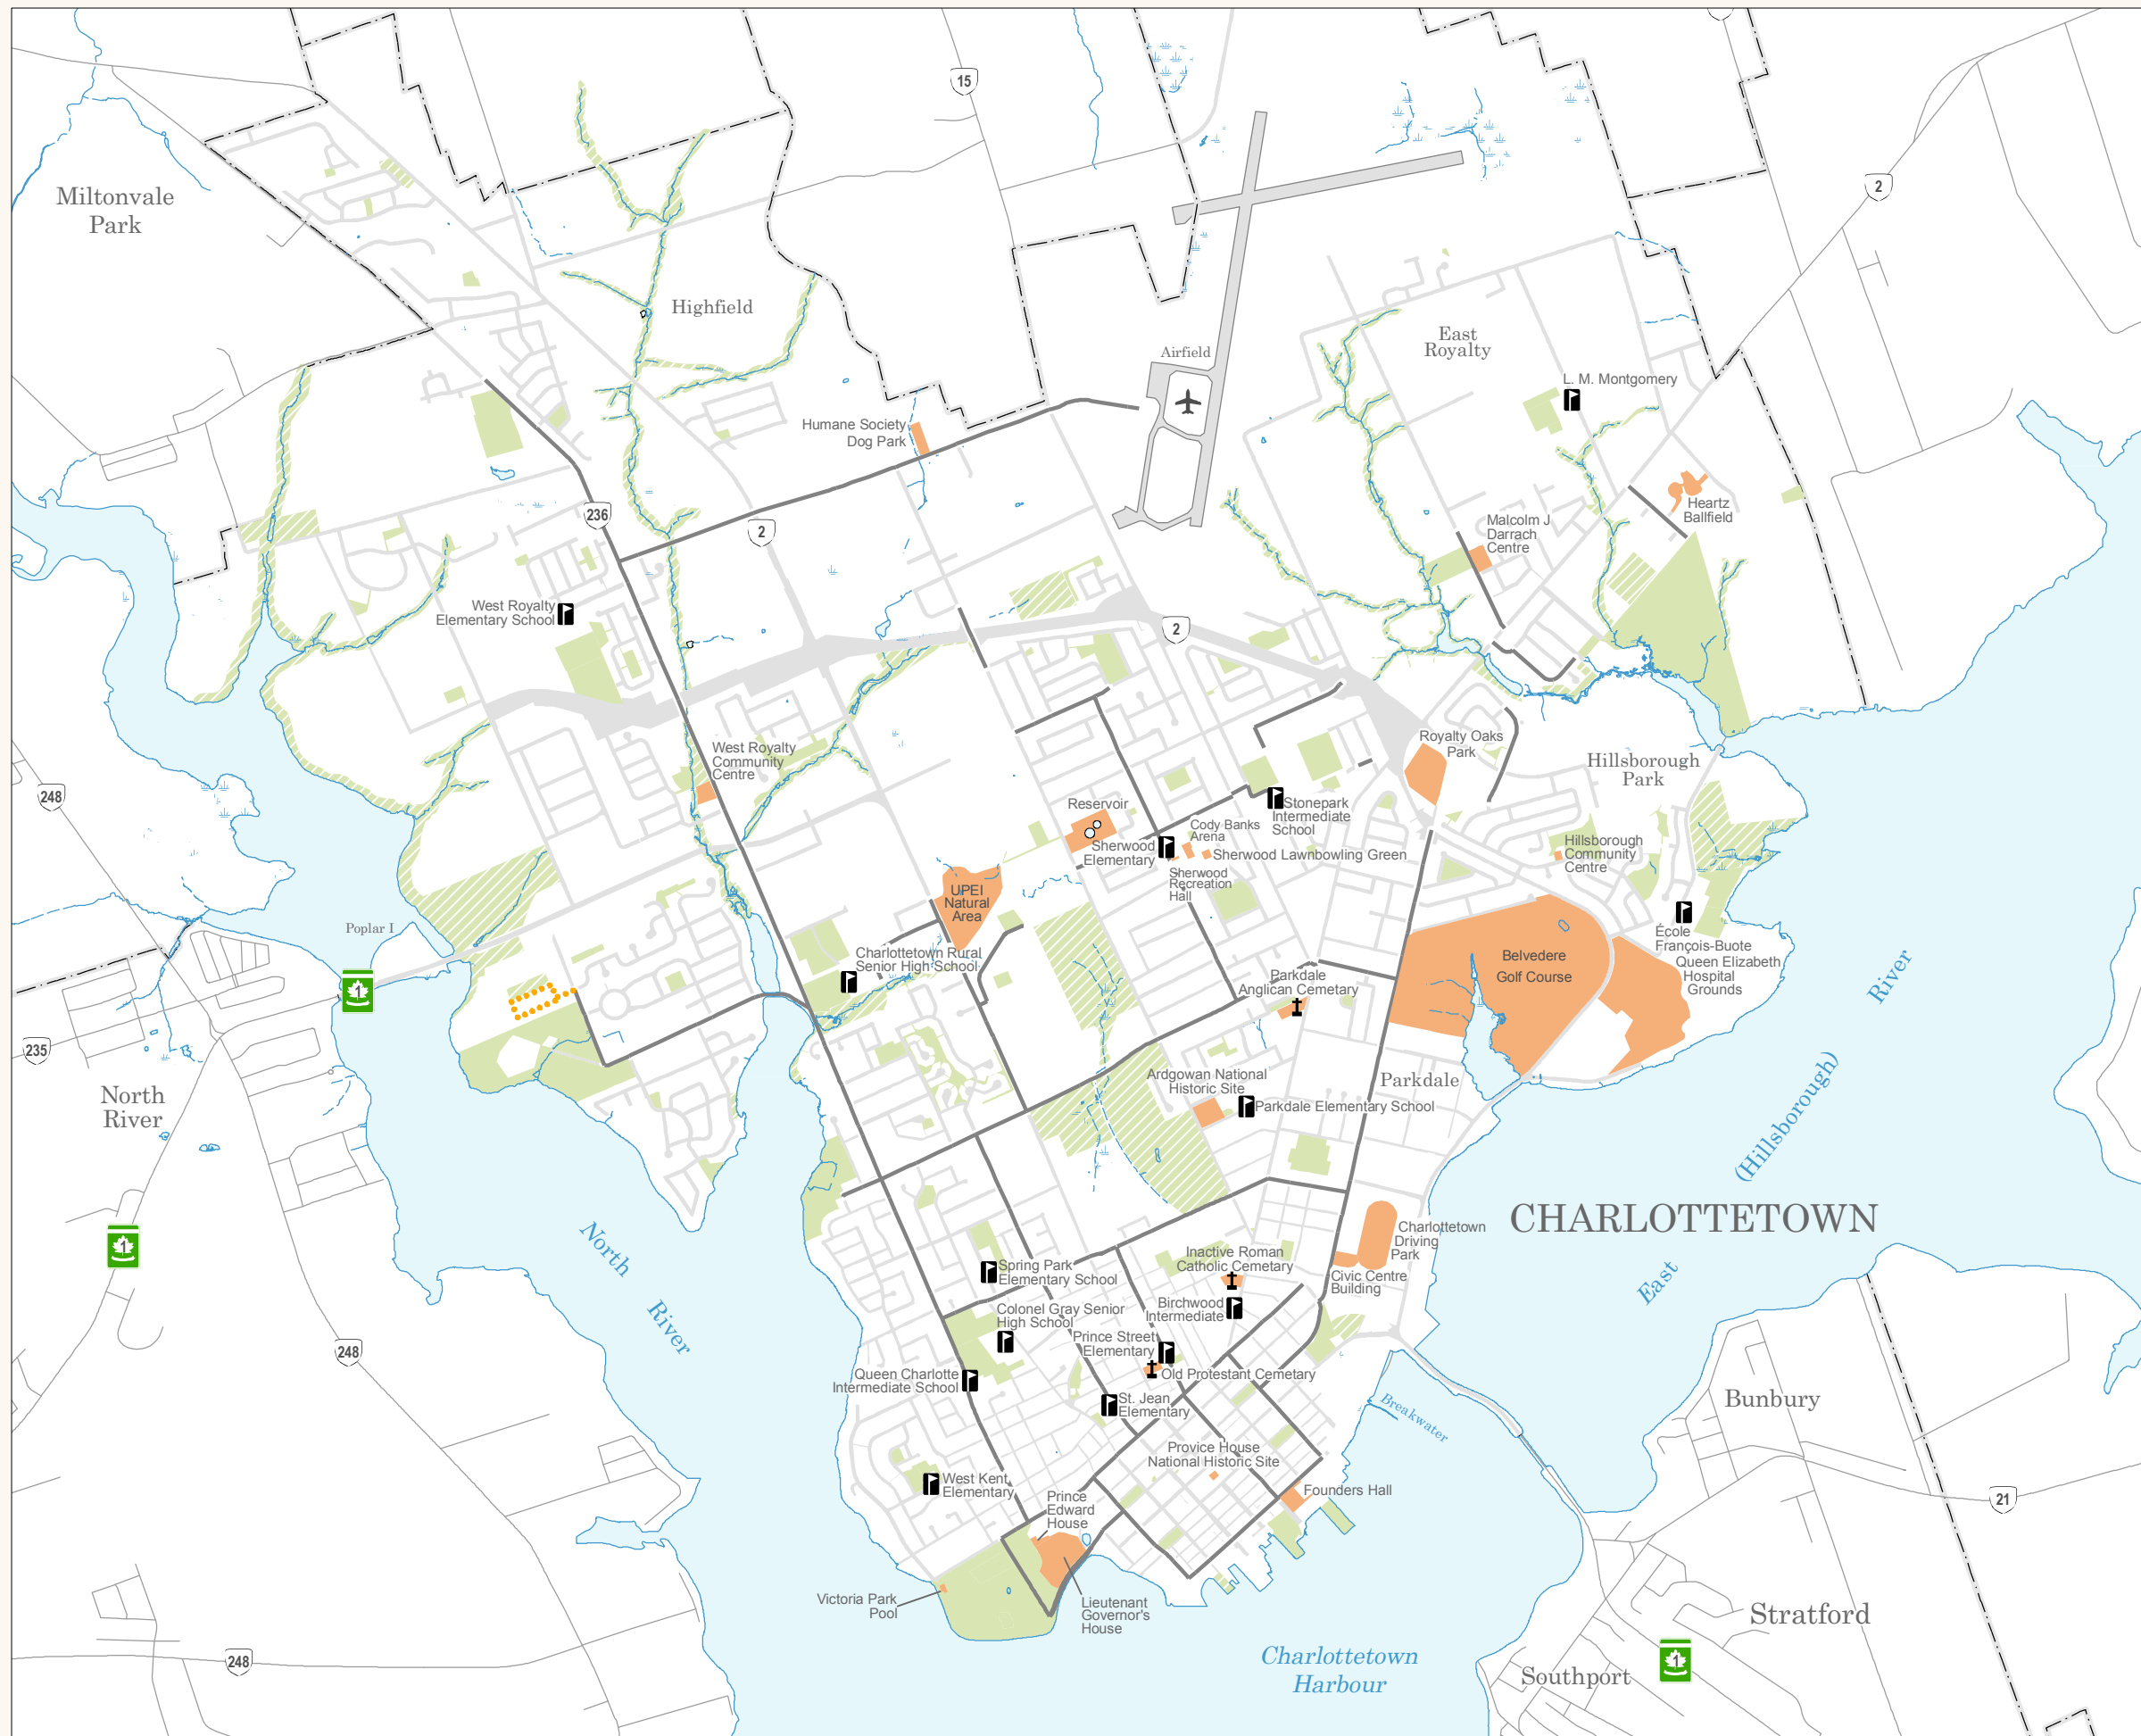 15
Miltonvale
Park
2
Highfield
East
Royalty
Airfield
L. M. Montgomery
Humane Society
Dog Park
Heartz
Ballfield
236
2
Malcolm J
Darrach
Centre
West Royalty
Elementary School
2
Royalty Oaks
Park
West Royalty
Community
Centre
Hillsborough
Park
248
Reservoir
Stonepark
Intermediate
School
Cody Banks
Arena
Sherwood
Elementary
Sherwood Lawnbowling Green
Hillsborough
Community
Centre
Sherwood
Recreation
Hall
UPEI
Natural
Area
Poplar I
École
François-Buote
Charlottetown Rural
Senior High School
Belvedere
Golf Course
Queen Elizabeth
Hospital
Grounds
Parkdale
Anglican Cemetary
1
River
235
North
River
Ardgowan National
Historic Site
Parkdale
(Hillsborough)
Parkdale Elementary School
CHARLOTTETOWN
Charlottetown
Driving
Park
1
North
River
Inactive Roman
Catholic Cemetary
Spring Park
Elementary School
Civic Centre
Building
East
Birchwood
Intermediate
Colonel Gray Senior
High School
248
Prince Street
Elementary
Queen Charlotte
Intermediate School
Old Protestant Cemetary
St. Jean
Elementary
Breakwater
Bunbury
Provice House
National Historic Site
West Kent
Elementary
Founders Hall
21
Prince
Edward
House
Victoria Park
Pool
Lieutenant
Governor's
House
Stratford
248
Charlottetown
Harbour
Southport
1